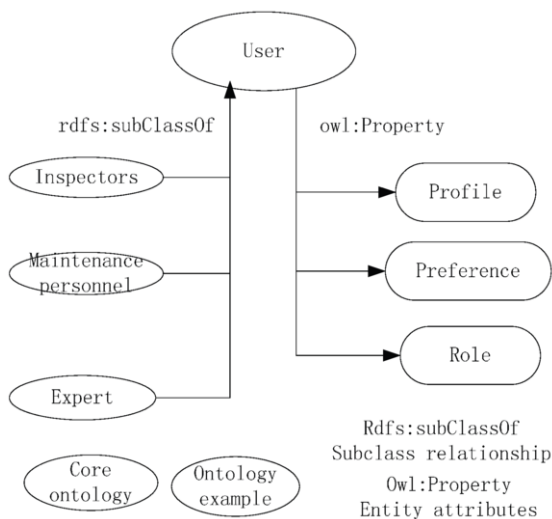 User
rdfs:subClassOf
owl:Property
Inspectors
Profile
Maintenance
personnel
Preference
Role
Expert
Rdfs:subClassOf
Subclass relationship
Core
ontology
Ontology
example
Owl:Property
Entity attributes